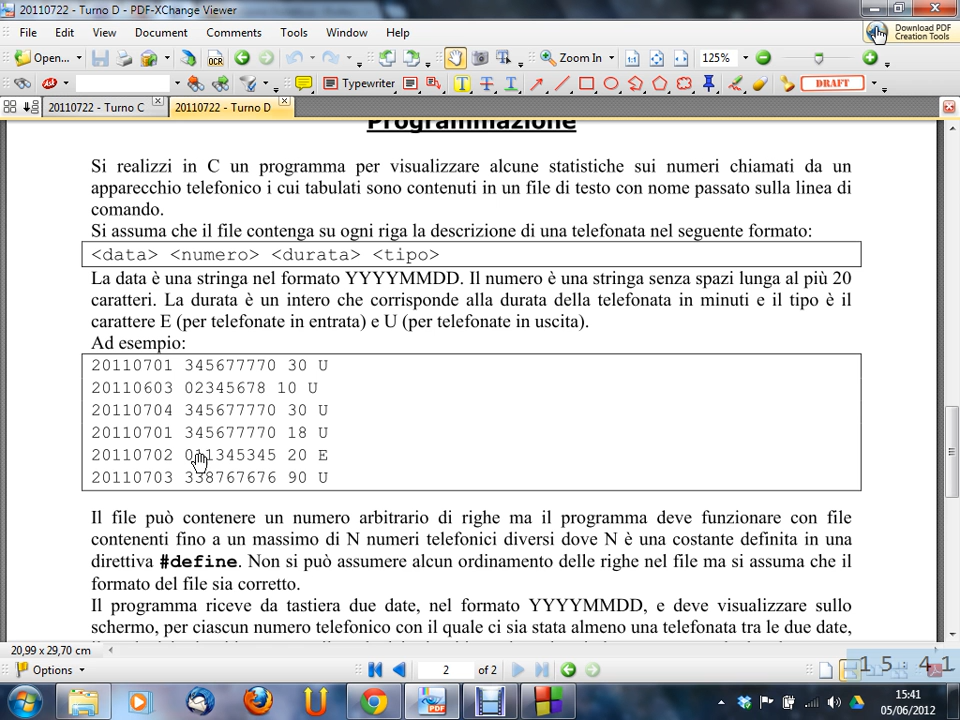 20110722 - Turno D - PDF-XChange Viewer
File Edit View Document Comments Tools Window Help
Download PDF
Creation Tools
Open... OCR Zoom In 125%
Typewriter T T T DRAFT
20110722 - Turno C 20110722 - Turno D
Programmazione
Si realizzi in C un programma per visualizzare alcune statistiche sui numeri chiamati da un
apparecchio telefonico i cui tabulati sono contenuti in un file di testo con nome passato sulla linea di
comando.
Si assuma che il file contenga su ogni riga la descrizione di una telefonata nel seguente formato:
<data> <numero> <durata> <tipo>
La data è una stringa nel formato YYYYMMDD. Il numero è una stringa senza spazi lunga al più 20
caratteri. La durata è un intero che corrisponde alla durata della telefonata in minuti e il tipo è il
carattere E (per telefonate in entrata) e U (per telefonate in uscita).
Ad esempio:
20110701 345677770 30 U
20110603 02345678 10 U
20110704 345677770 30 U
20110701 345677770 18 U
20110702 011345345 20 E
20110703 338767676 90 U
Il file può contenere un numero arbitrario di righe ma il programma deve funzionare con file
contenenti fino a un massimo di N numeri telefonici diversi dove N è una costante definita in una
direttiva #define. Non si può assumere alcun ordinamento delle righe nel file ma si assuma che il
formato del file sia corretto.
Il programma riceve da tastiera due date, nel formato YYYYMMDD, e deve visualizzare sullo
schermo, per ciascun numero telefonico con il quale ci sia stata almeno una telefonata tra le due date,
20,99 x 29,70 cm
Options 2 of 2
15 41
15:41
05/06/2012